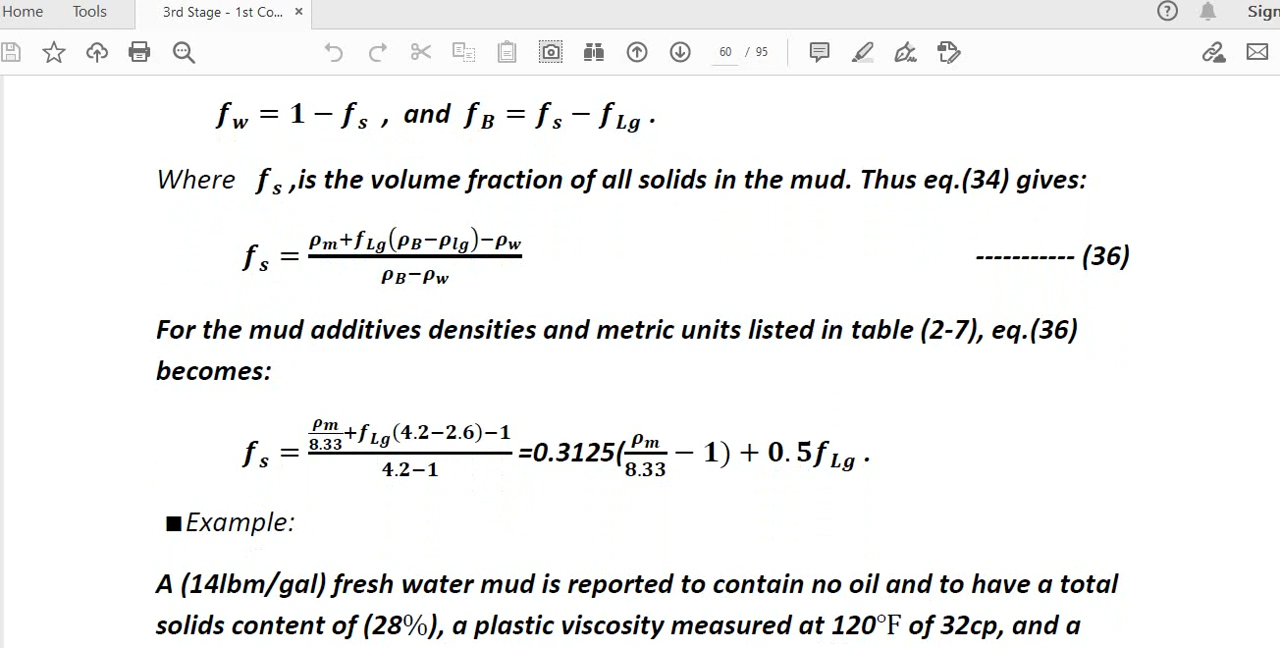 Home Tools 3rd Stage - 1st Co... × Sign
60 / 95
f_w = 1 − f_s , and f_B = f_s − f_Lg .
Where f_s ,is the volume fraction of all solids in the mud. Thus eq.(34) gives:
f_s = (ρ_m+f_Lg(ρ_B−ρ_lg)−ρ_w)/(ρ_B−ρ_w) ----------- (36)
For the mud additives densities and metric units listed in table (2-7), eq.(36)
becomes:
f_s = (ρ_m/8.33+f_Lg(4.2−2.6)−1)/(4.2−1) =0.3125(ρ_m/8.33 − 1) + 0.5f_Lg .
■Example:
A (14lbm/gal) fresh water mud is reported to contain no oil and to have a total
solids content of (28%), a plastic viscosity measured at 120°F of 32cp, and a